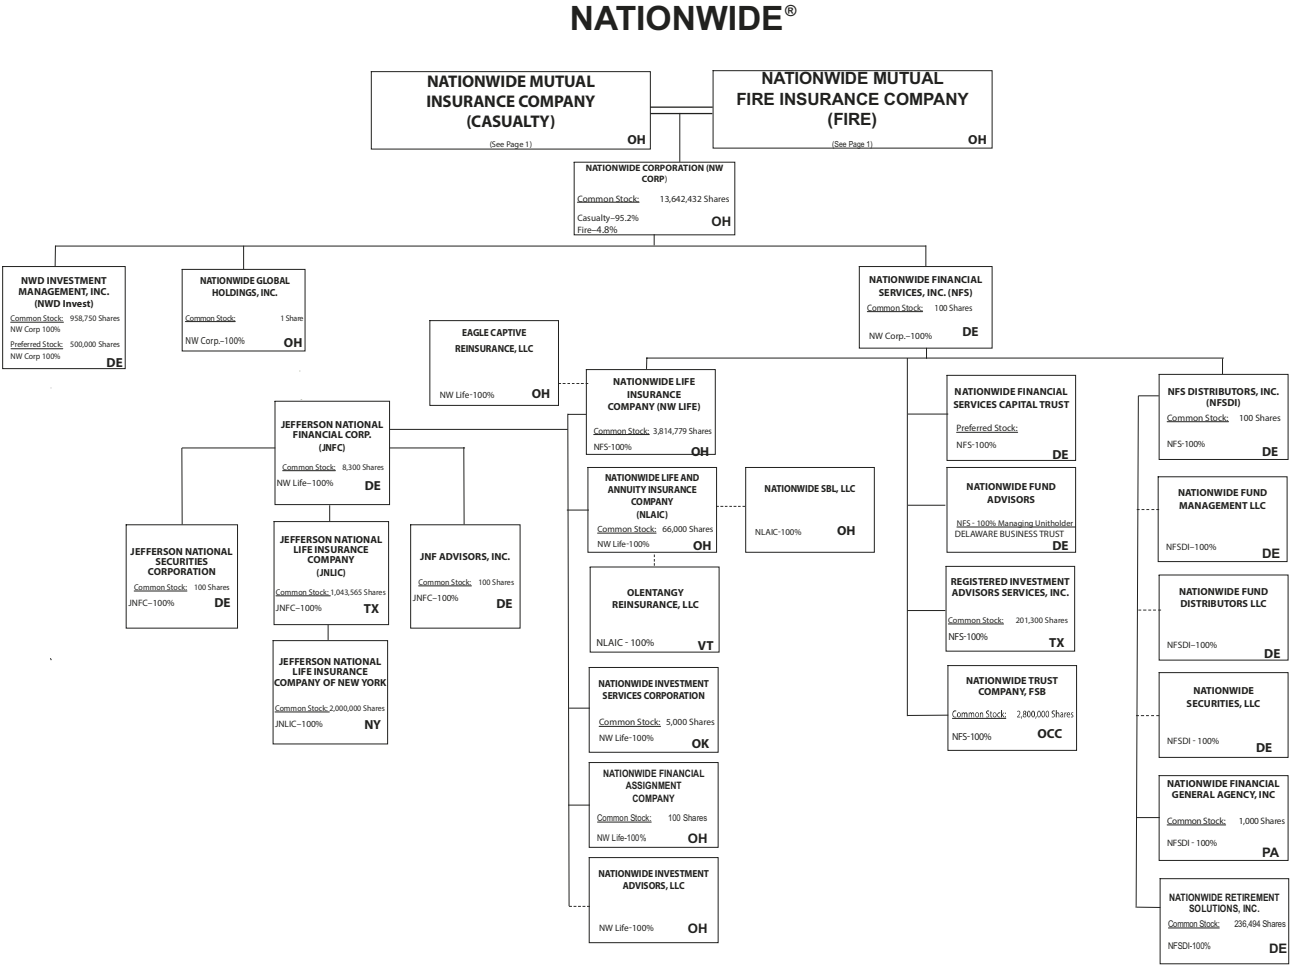 NATIONWIDE®
NATIONWIDE MUTUAL
INSURANCE COMPANY
(CASUALTY)
(See Page 1)
OH
NATIONWIDE MUTUAL
FIRE INSURANCE COMPANY
(FIRE)
(See Page 1)
OH
NATIONWIDE CORPORATION (NW
CORP)
Common Stock: 13,642,432 Shares
Casualty–95.2%
Fire–4.8%
OH
NWD INVESTMENT
MANAGEMENT, INC.
(NWD Invest)
Common Stock: 958,750 Shares
NW Corp 100%
Preferred Stock: 500,000 Shares
NW Corp 100%
DE
NATIONWIDE GLOBAL
HOLDINGS, INC.
Common Stock: 1 Share
NW Corp.–100%
OH
NATIONWIDE FINANCIAL
SERVICES, INC. (NFS)
Common Stock: 100 Shares
NW Corp.–100%
DE
EAGLE CAPTIVE
REINSURANCE, LLC
NW Life-100%
OH
NATIONWIDE LIFE
INSURANCE
COMPANY (NW LIFE)
Common Stock: 3,814,779 Shares
NFS-100%
OH
NATIONWIDE FINANCIAL
SERVICES CAPITAL TRUST
Preferred Stock:
NFS-100%
DE
NFS DISTRIBUTORS, INC.
(NFSDI)
Common Stock: 100 Shares
NFS-100%
DE
JEFFERSON NATIONAL
FINANCIAL CORP.
(JNFC)
Common Stock: 8,300 Shares
NW Life–100%
DE
NATIONWIDE LIFE AND
ANNUITY INSURANCE
COMPANY
(NLAIC)
Common Stock: 66,000 Shares
NW Life-100%
OH
NATIONWIDE SBL, LLC
NLAIC-100%
OH
NATIONWIDE FUND
ADVISORS
NFS - 100% Managing Unitholder
DELAWARE BUSINESS TRUST
DE
NATIONWIDE FUND
MANAGEMENT LLC
NFSDI–100%
DE
JEFFERSON NATIONAL
SECURITIES
CORPORATION
Common Stock: 100 Shares
JNFC–100%
DE
JEFFERSON NATIONAL
LIFE INSURANCE
COMPANY
(JNLIC)
Common Stock: 1,043,565 Shares
JNFC–100%
TX
JNF ADVISORS, INC.
Common Stock: 100 Shares
JNFC–100%
DE
OLENTANGY
REINSURANCE, LLC
NLAIC - 100%
VT
REGISTERED INVESTMENT
ADVISORS SERVICES, INC.
Common Stock: 201,300 Shares
NFS-100%
TX
NATIONWIDE FUND
DISTRIBUTORS LLC
NFSDI–100%
DE
JEFFERSON NATIONAL
LIFE INSURANCE
COMPANY OF NEW YORK
Common Stock: 2,000,000 Shares
JNLIC–100%
NY
NATIONWIDE INVESTMENT
SERVICES CORPORATION
Common Stock: 5,000 Shares
NW Life-100%
OK
NATIONWIDE TRUST
COMPANY, FSB
Common Stock: 2,800,000 Shares
NFS-100%
OCC
NATIONWIDE
SECURITIES, LLC
NFSDI - 100%
DE
NATIONWIDE FINANCIAL
ASSIGNMENT
COMPANY
Common Stock: 100 Shares
NW Life-100%
OH
NATIONWIDE FINANCIAL
GENERAL AGENCY, INC
Common Stock: 1,000 Shares
NFSDI - 100%
PA
NATIONWIDE INVESTMENT
ADVISORS, LLC
NW Life-100%
OH
NATIONWIDE RETIREMENT
SOLUTIONS, INC.
Common Stock: 236,494 Shares
NFSDI-100%
DE